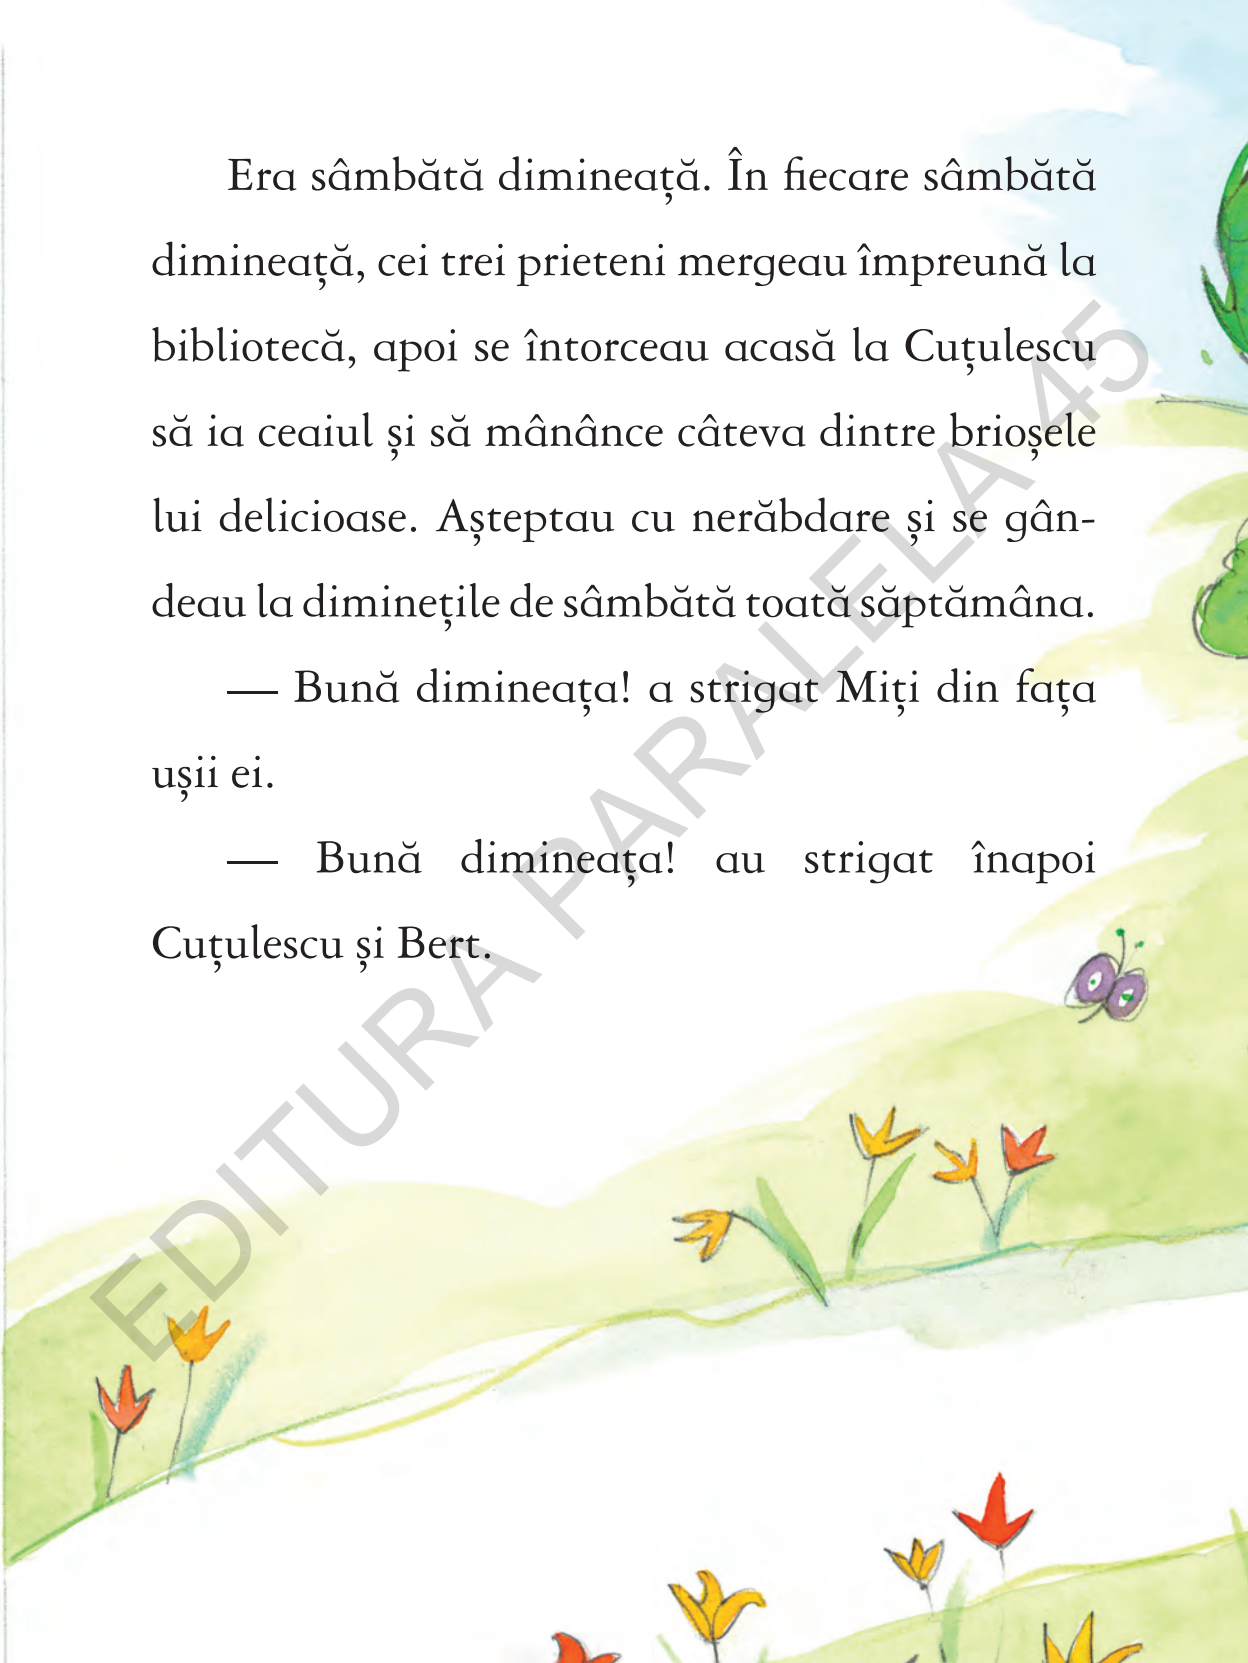 Era sâmbătă dimineață. În fiecare sâmbătă
dimineață, cei trei prieteni mergeau împreună la
bibliotecă, apoi se întorceau acasă la Cuțulescu
să ia ceaiul și să mânânce câteva dintre brioșele
lui delicioase. Așteptau cu nerăbdare și se gân-
deau la diminețile de sâmbătă toată săptămâna.
— Bună dimineața! a strigat Miți din fața
ușii ei.
— Bună dimineața! au strigat înapoi
Cuțulescu și Bert.
EDITURA PARALELA 45